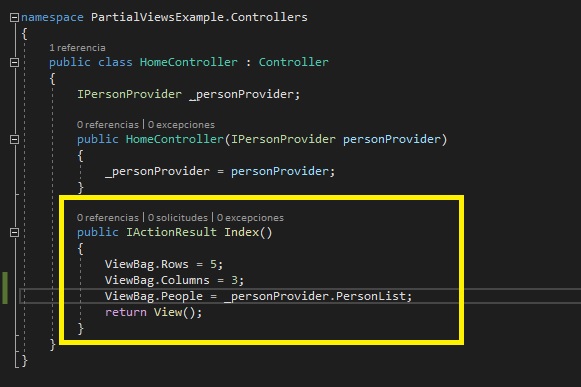 namespace PartialViewsExample.Controllers
{
1 referencia
public class HomeController : Controller
{
IPersonProvider _personProvider;
0 referencias | 0 excepciones
public HomeController(IPersonProvider personProvider)
{
_personProvider = personProvider;
}
0 referencias | 0 solicitudes | 0 excepciones
public IActionResult Index()
{
ViewBag.Rows = 5;
ViewBag.Columns = 3;
ViewBag.People = _personProvider.PersonList;
return View();
}
}
}